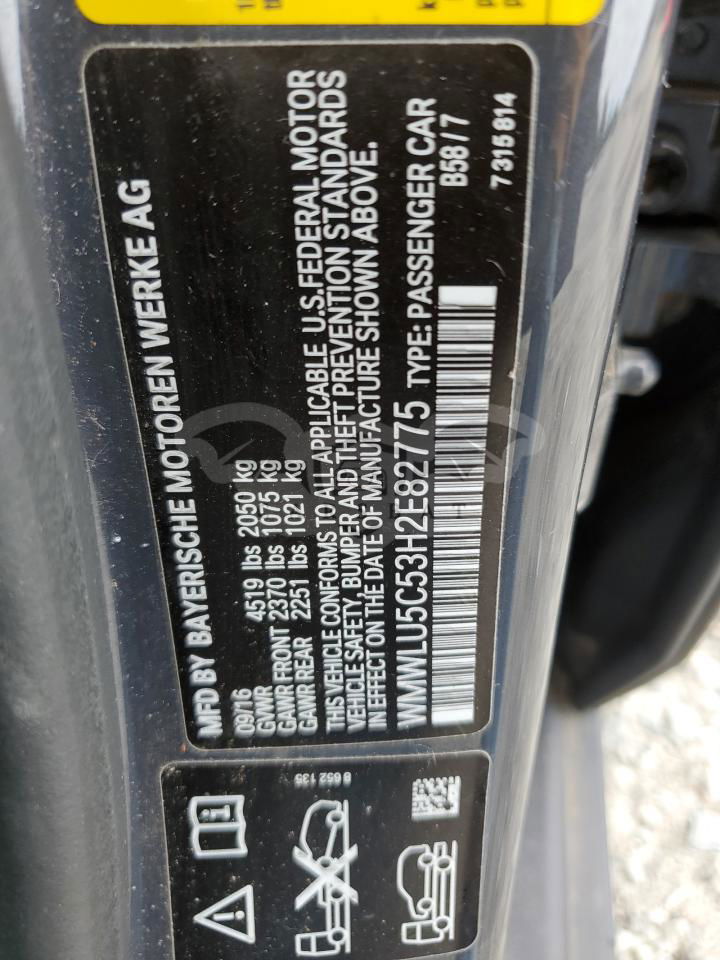 MFD BY BAYERISCHE MOTOREN WERKE AG
09/16
GVWR 4519 lbs 2050 kg
GAWR FRONT 2370 lbs 1075 kg
GAWR REAR 2251 lbs 1021 kg
THIS VEHICLE CONFORMS TO ALL APPLICABLE U.S.FEDERAL MOTOR
VEHICLE SAFETY, BUMPER AND THEFT PREVENTION STANDARDS
IN EFFECT ON THE DATE OF MANUFACTURE SHOWN ABOVE.
WMWLU5C53H2E82775 TYPE: PASSENGER CAR
B58/7
7 315 814
8 652 135